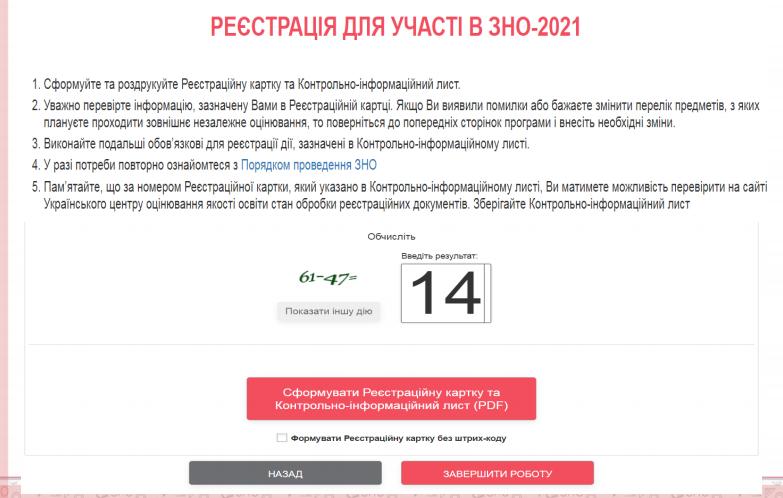 РЕЄСТРАЦІЯ ДЛЯ УЧАСТІ В ЗНО-2021
1. Сформуйте та роздрукуйте Реєстраційну картку та Контрольно-інформаційний лист.
2. Уважно перевірте інформацію, зазначену Вами в Реєстраційній картці. Якщо Ви виявили помилки або бажаєте змінити перелік предметів, з яких
плануєте проходити зовнішнє незалежне оцінювання, то поверніться до попередніх сторінок програми і внесіть необхідні зміни.
3. Виконайте подальші обов’язкові для реєстрації дії, зазначені в Контрольно-інформаційному листі.
4. У разі потреби повторно ознайомтеся з Порядком проведення ЗНО
5. Пам’ятайте, що за номером Реєстраційної картки, який указано в Контрольно-інформаційному листі, Ви матимете можливість перевірити на сайті
Українського центру оцінювання якості освіти стан обробки реєстраційних документів. Зберігайте Контрольно-інформаційний лист
Обчисліть
Введіть результат:
61-47=
14
Показати іншу дію
Сформувати Реєстраційну картку та
Контрольно-інформаційний лист (PDF)
Формувати Реєстраційну картку без штрих-коду
НАЗАД
ЗАВЕРШИТИ РОБОТУ